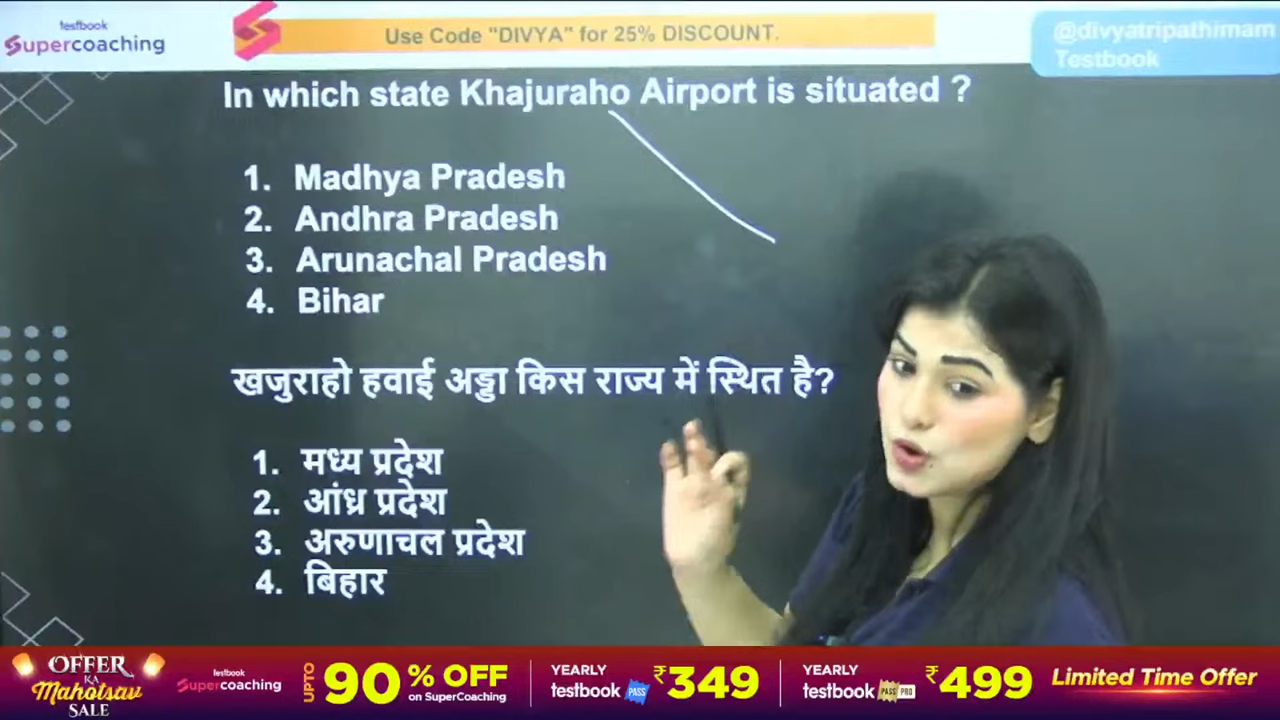 testbook
Supercoaching
Use Code "DIVYA" for 25% DISCOUNT.
@divyatripathimam
Testbook
In which state Khajuraho Airport is situated ?
1. Madhya Pradesh
2. Andhra Pradesh
3. Arunachal Pradesh
4. Bihar
खजुराहो हवाई अड्डा किस राज्य में स्थित है?
1. मध्य प्रदेश
2. आंध्र प्रदेश
3. अरुणाचल प्रदेश
4. बिहार
OFFER
KA
Mahotsav
SALE
testbook
Supercoaching
UPTO
90% OFF
on SuperCoaching
YEARLY
testbook PASS
₹349
YEARLY
testbook PASS PRO
₹499
Limited Time Offer